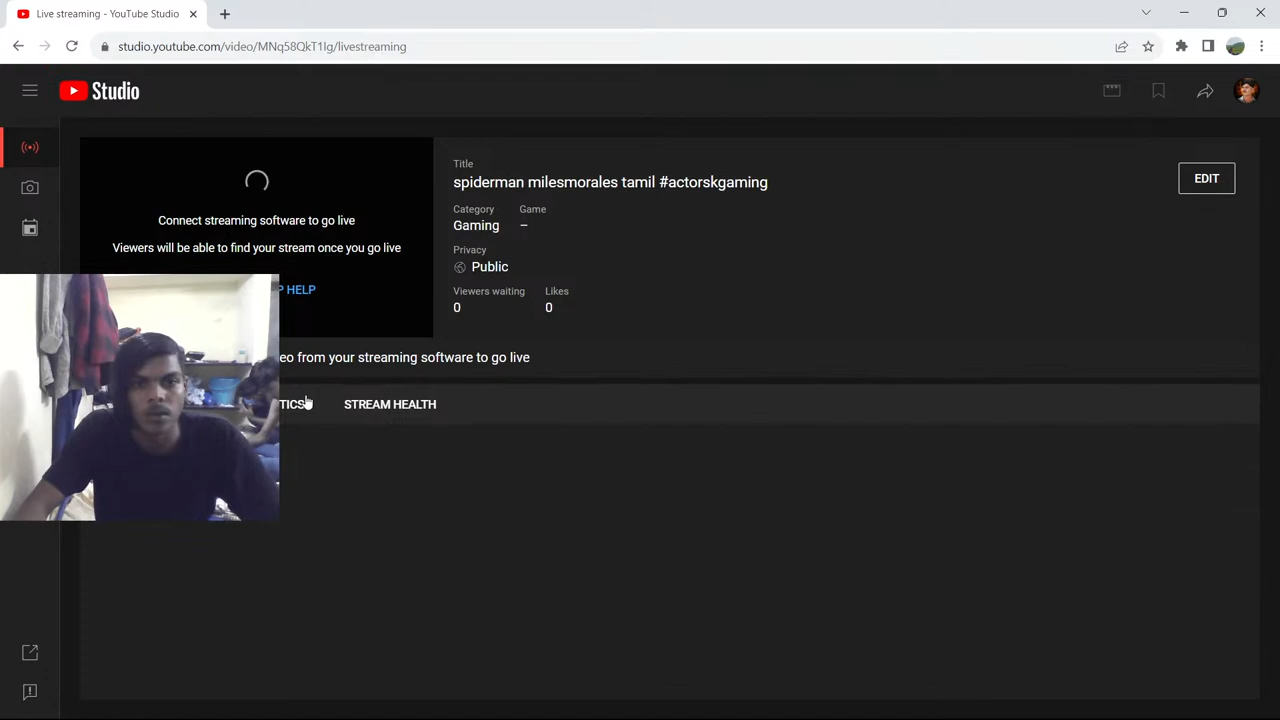 Live streaming - YouTube Studio
studio.youtube.com/video/MNq58QkT1Ig/livestreaming
Studio
Connect streaming software to go live
Viewers will be able to find your stream once you go live
HELP
Title
spiderman milesmorales tamil #actorskgaming
EDIT
Category
Game
Gaming
–
Privacy
Public
Viewers waiting
Likes
0
0
from your streaming software to go live
STREAM HEALTH